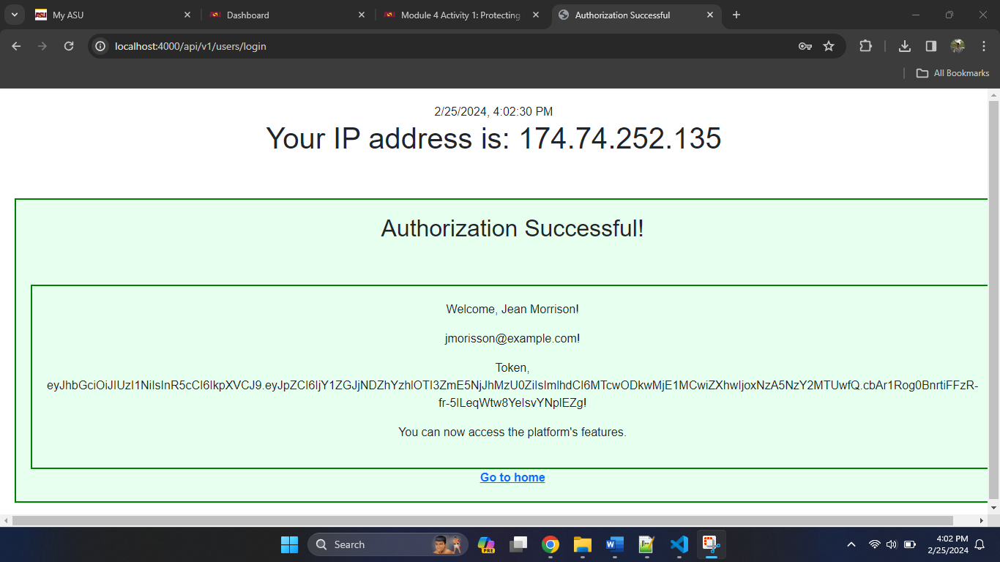 My ASU
Dashboard
Module 4 Activity 1: Protecting
Authorization Successful
localhost:4000/api/v1/users/login
All Bookmarks
2/25/2024, 4:02:30 PM
Your IP address is: 174.74.252.135
Authorization Successful!
Welcome, Jean Morrison!
jmorisson@example.com!
Token,
eyJhbGciOiJIUzI1NiIsInR5cCI6IkpXVCJ9.eyJpZCI6IjY1ZGJjNDZhYzhlOTI3ZmE5NjJhMzU0ZiIsImlhdCI6MTcwODkwMjE1MCwiZXhwIjoxNzA5NzY2MTUwfQ.cbAr1Rog0BnrtiFFzR-
fr-5ILeqWtw8YeIsvYNplEZg!
You can now access the platform's features.
Go to home
Search
PRE
4:02 PM
2/25/2024